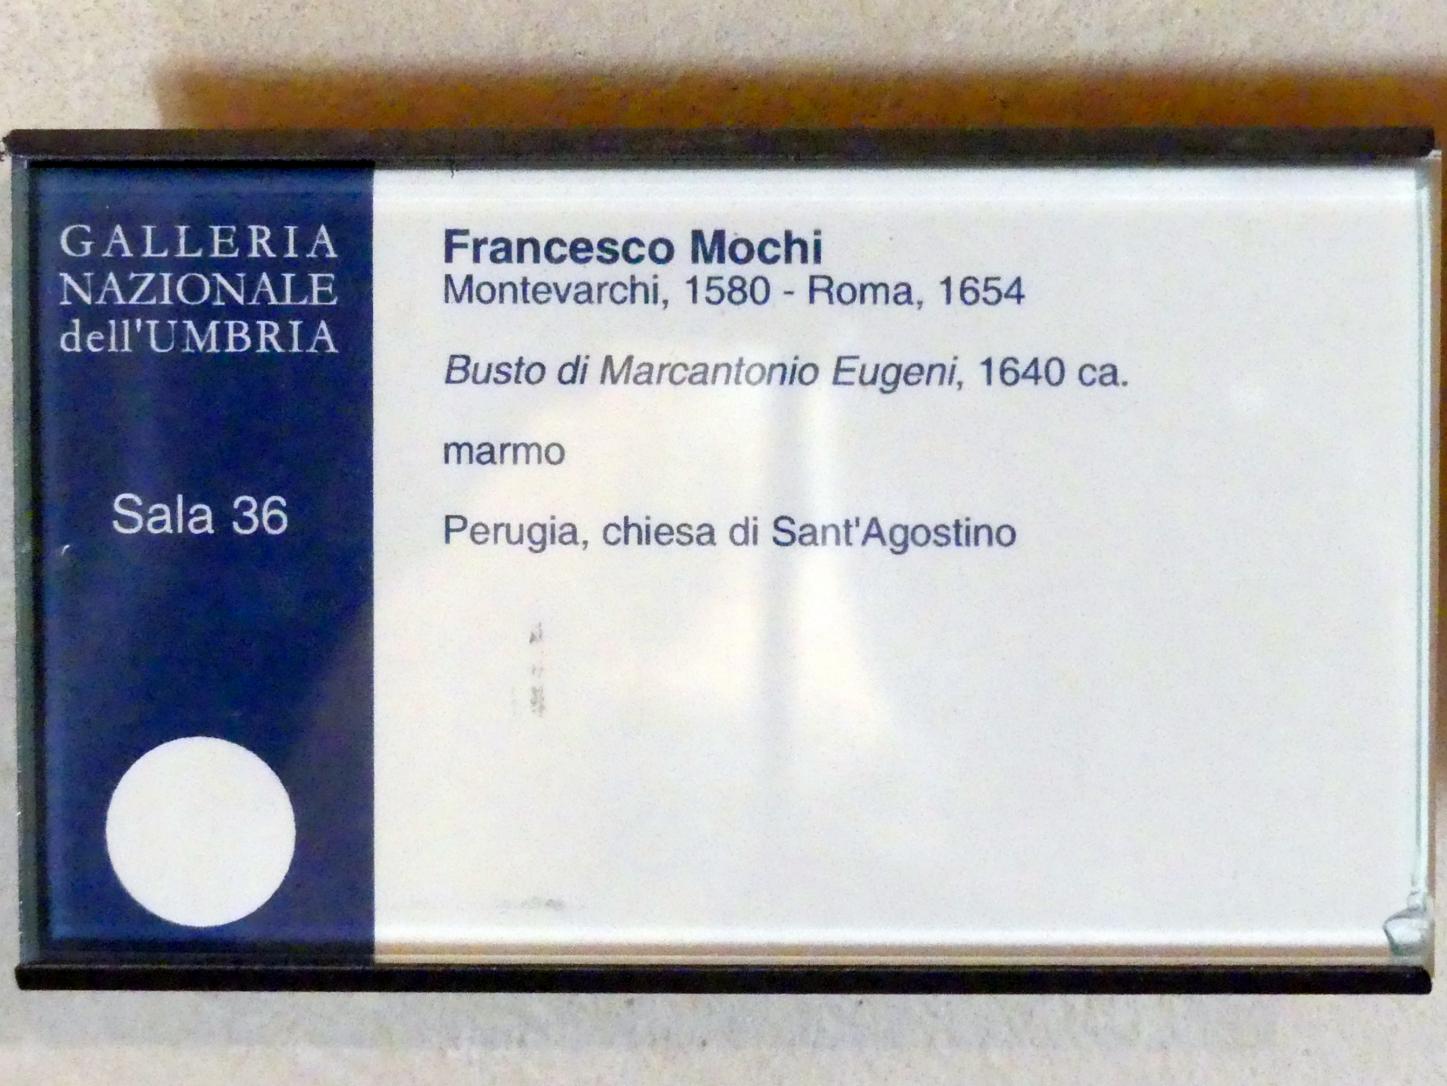 GALLERIA
NAZIONALE
dell'UMBRIA
Sala 36
Francesco Mochi
Montevarchi, 1580 - Roma, 1654
Busto di Marcantonio Eugeni, 1640 ca.
marmo
Perugia, chiesa di Sant'Agostino